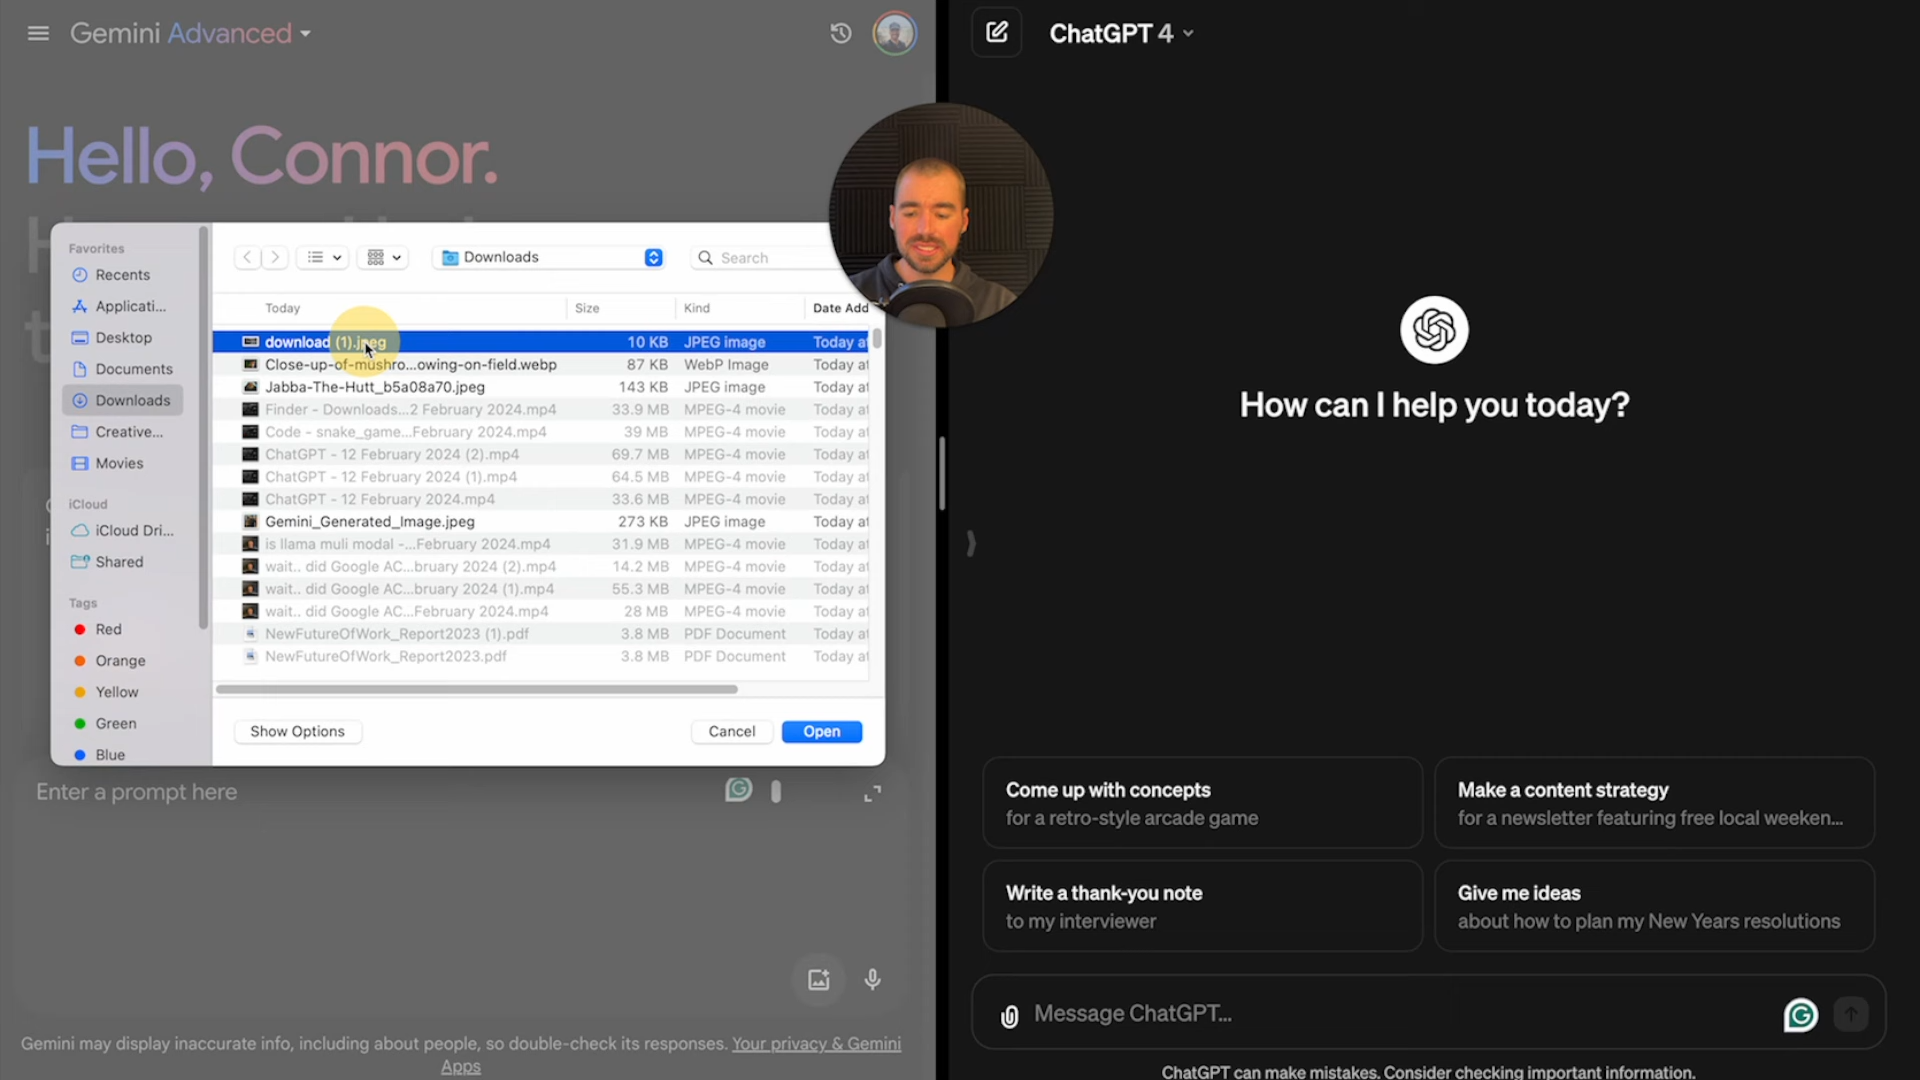 Gemini Advanced
Hello, Connor.
Favorites
Recents
Applicati...
Desktop
Documents
Downloads
Creative...
Movies
iCloud
iCloud Dri...
Shared
Tags
Red
Orange
Yellow
Green
Blue
Downloads
Search
Today Size Kind Date Add
download (1).jpeg 10 KB JPEG image Today at
Close-up-of-mushro...owing-on-field.webp 87 KB WebP Image Today at
Jabba-The-Hutt_b5a08a70.jpeg 143 KB JPEG image Today at
Finder - Downloads...2 February 2024.mp4 33.9 MB MPEG-4 movie Today at
Code - snake_game...February 2024.mp4 39 MB MPEG-4 movie Today at
ChatGPT - 12 February 2024 (2).mp4 69.7 MB MPEG-4 movie Today at
ChatGPT - 12 February 2024 (1).mp4 64.5 MB MPEG-4 movie Today at
ChatGPT - 12 February 2024.mp4 33.6 MB MPEG-4 movie Today at
Gemini_Generated_Image.jpeg 273 KB JPEG image Today at
is llama muli modal -...February 2024.mp4 31.9 MB MPEG-4 movie Today at
wait.. did Google AC...bruary 2024 (2).mp4 14.2 MB MPEG-4 movie Today at
wait.. did Google AC...bruary 2024 (1).mp4 55.3 MB MPEG-4 movie Today at
wait.. did Google AC...February 2024.mp4 28 MB MPEG-4 movie Today at
NewFutureOfWork_Report2023 (1).pdf 3.8 MB PDF Document Today at
NewFutureOfWork_Report2023.pdf 3.8 MB PDF Document Today at
Show Options
Cancel
Open
Enter a prompt here
Gemini may display inaccurate info, including about people, so double-check its responses. Your privacy & Gemini
Apps
ChatGPT 4
How can I help you today?
Come up with concepts
for a retro-style arcade game
Make a content strategy
for a newsletter featuring free local weeken...
Write a thank-you note
to my interviewer
Give me ideas
about how to plan my New Years resolutions
Message ChatGPT...
ChatGPT can make mistakes. Consider checking important information.